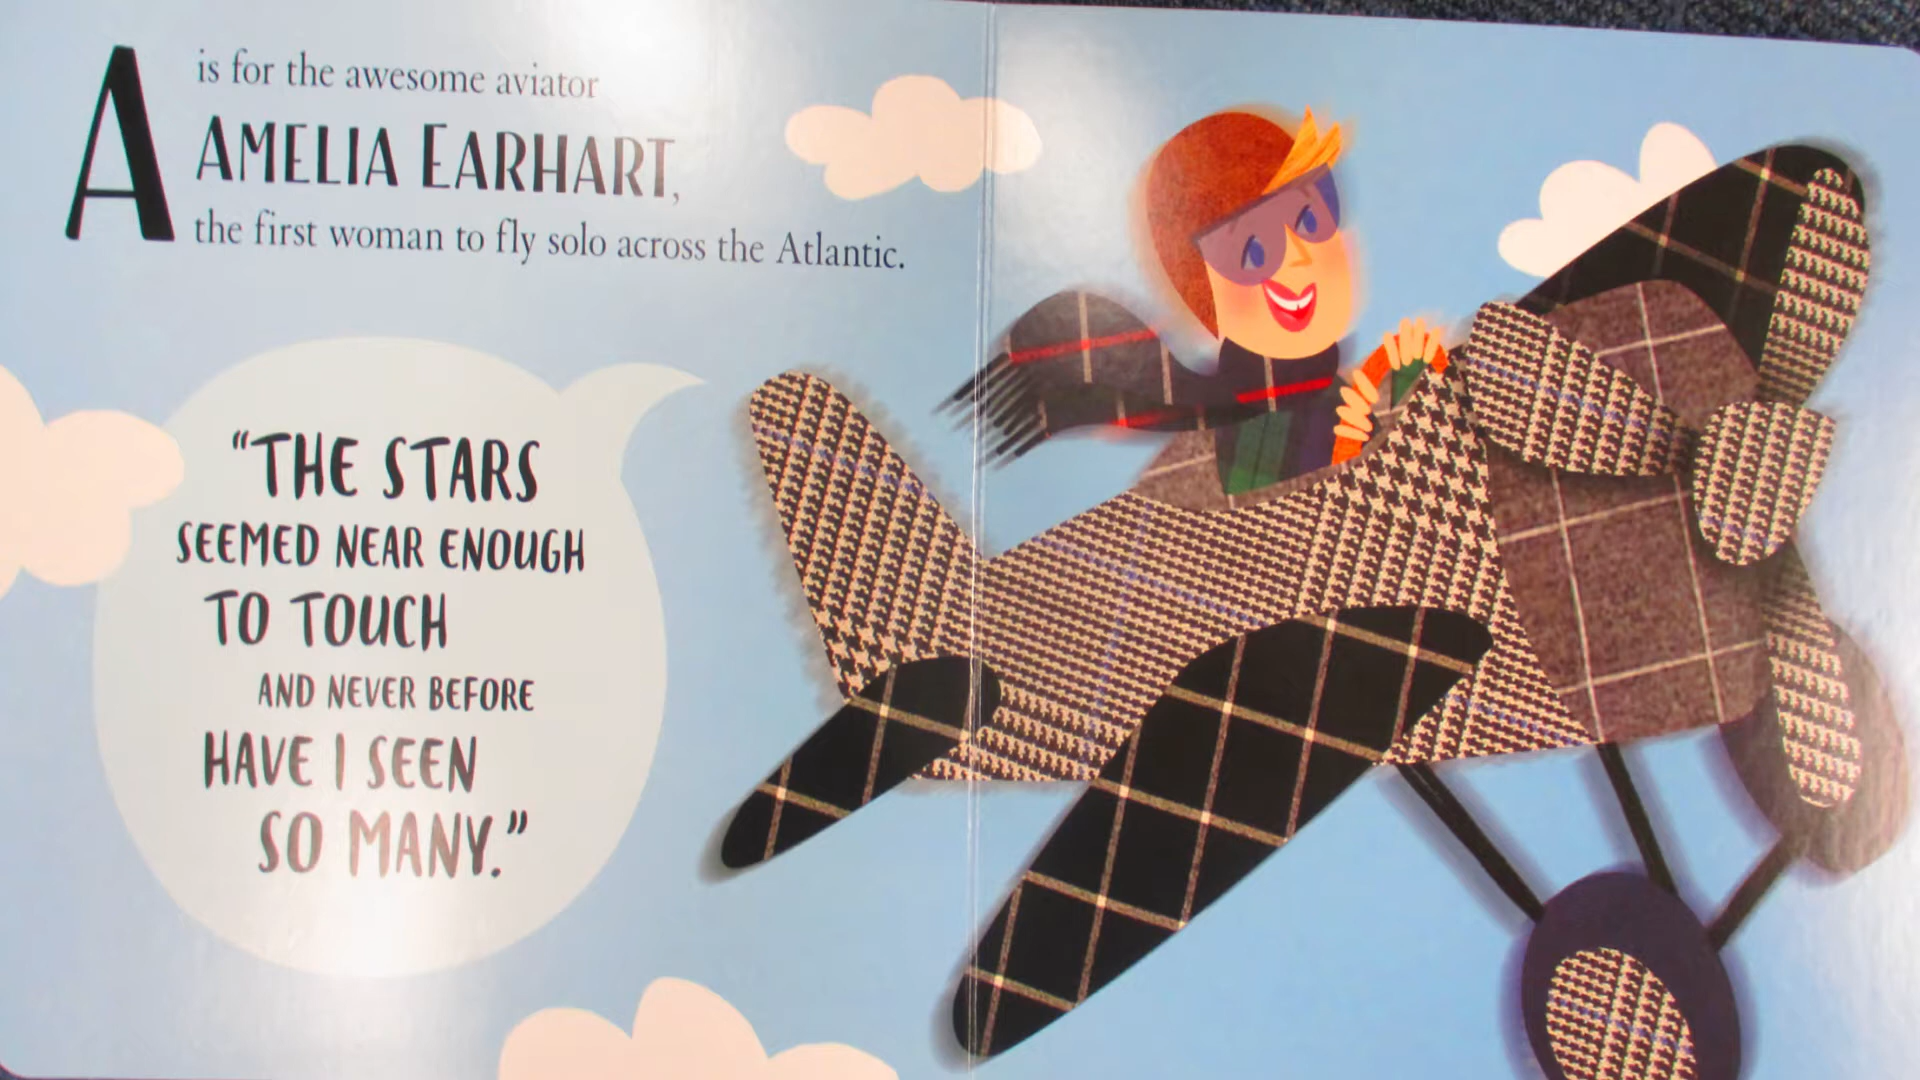 A is for the awesome aviator
AMELIA EARHART,
the first woman to fly solo across the Atlantic.
“THE STARS
SEEMED NEAR ENOUGH
TO TOUCH
AND NEVER BEFORE
HAVE I SEEN
SO MANY.”